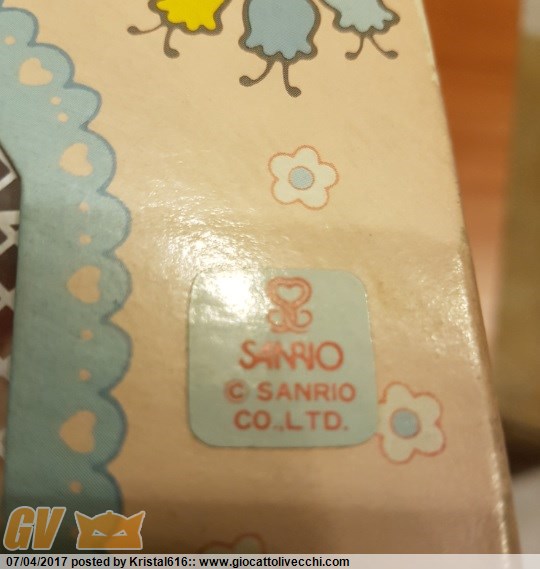 SANRIO
© SANRIO
CO.,LTD.
GV
07/04/2017 posted by Kristal616:: www.giocattolivecchi.com